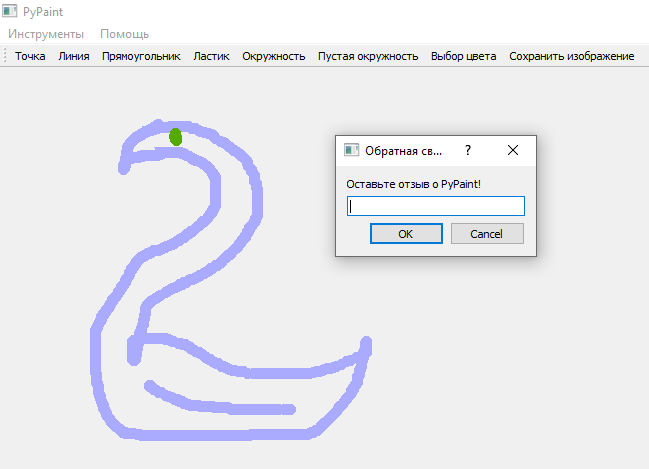 PyPaint
Инструменты Помощь
Точка Линия Прямоугольник Ластик Окружность Пустая окружность Выбор цвета Сохранить изображение
Обратная св... ?
Оставьте отзыв о PyPaint!
OK Cancel